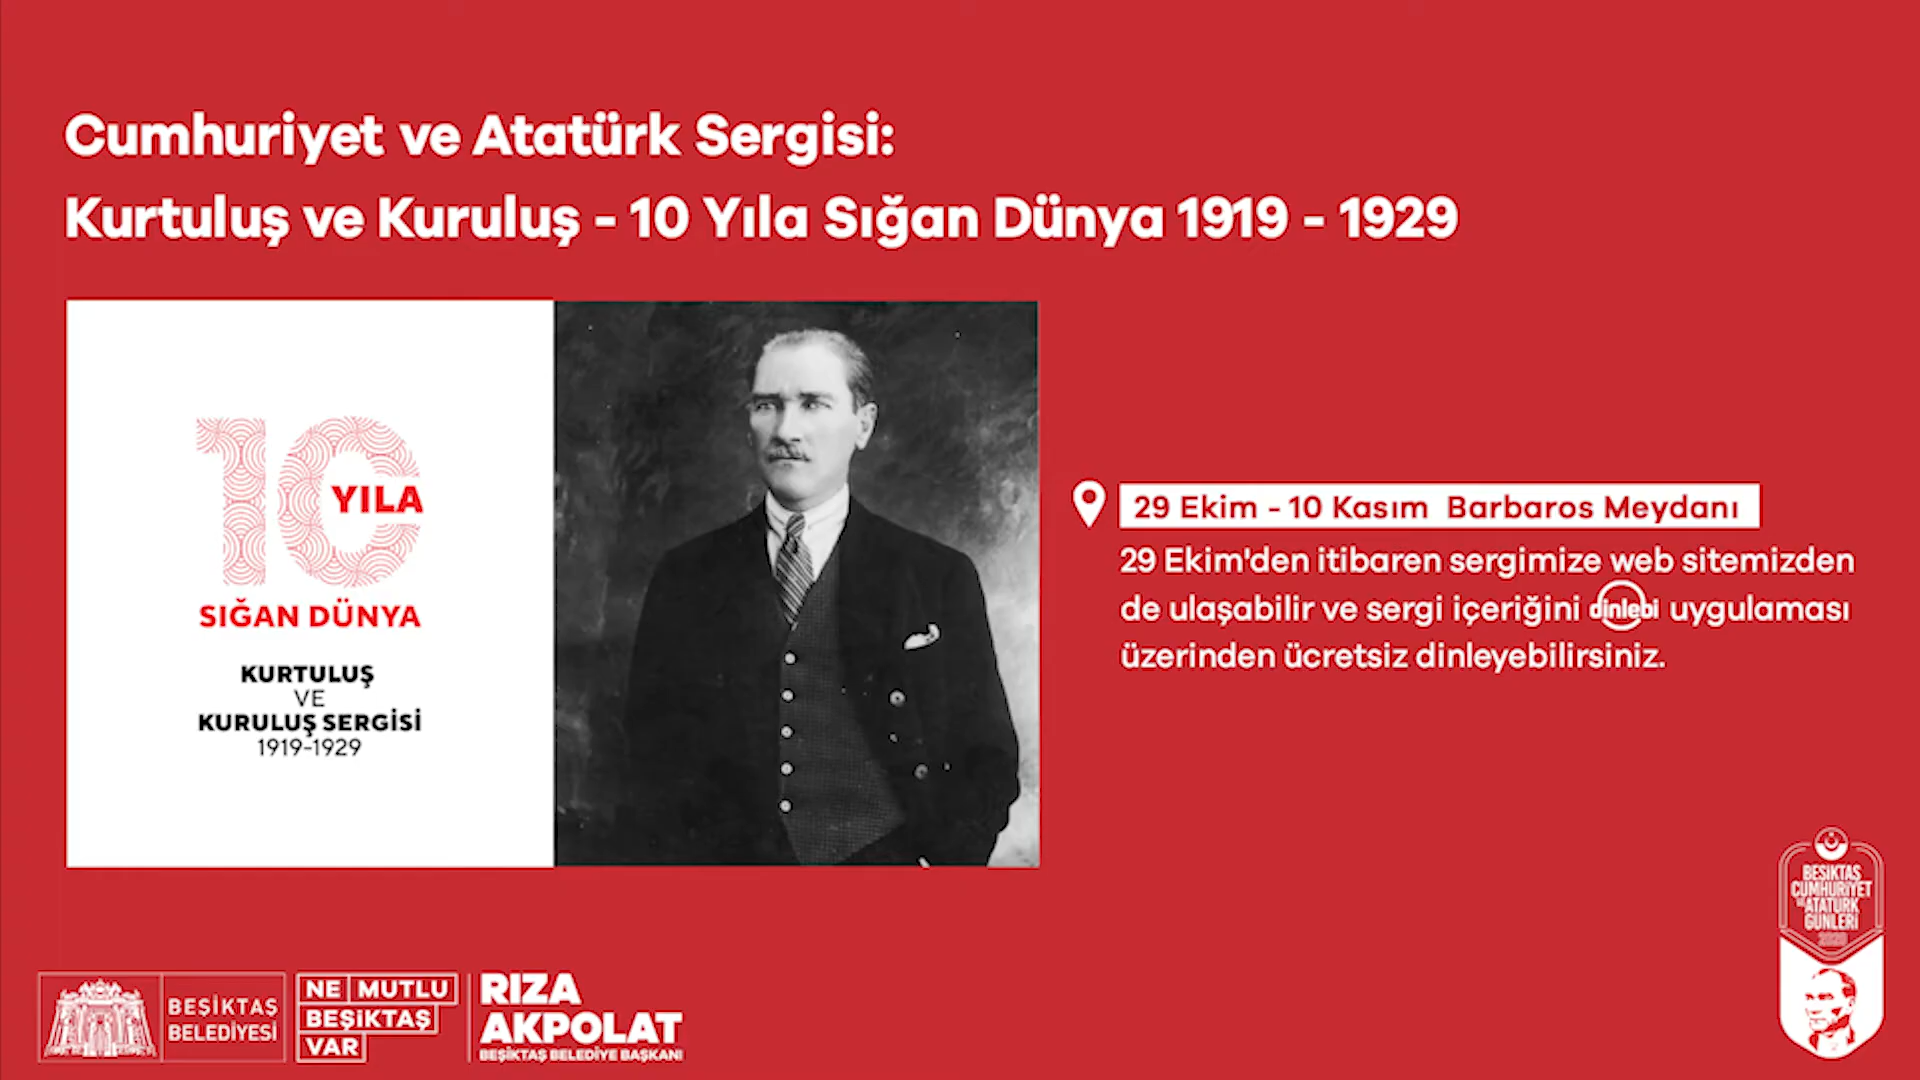 Cumhuriyet ve Atatürk Sergisi:
Kurtuluş ve Kuruluş - 10 Yıla Sığan Dünya 1919 - 1929
10
YILA
SIĞAN DÜNYA
KURTULUŞ
VE
KURULUŞ SERGİSİ
1919-1929
29 Ekim - 10 Kasım Barbaros Meydanı
29 Ekim'den itibaren sergimize web sitemizden
de ulaşabilir ve sergi içeriğini dinlebi uygulaması
üzerinden ücretsiz dinleyebilirsiniz.
BEŞİKTAŞ
CUMHURİYET
VE ATATÜRK
GÜNLERİ
2020
BEŞİKTAŞ
BELEDİYESİ
NE MUTLU
BEŞİKTAŞ
VAR
RIZA
AKPOLAT
BEŞİKTAŞ BELEDİYE BAŞKANI